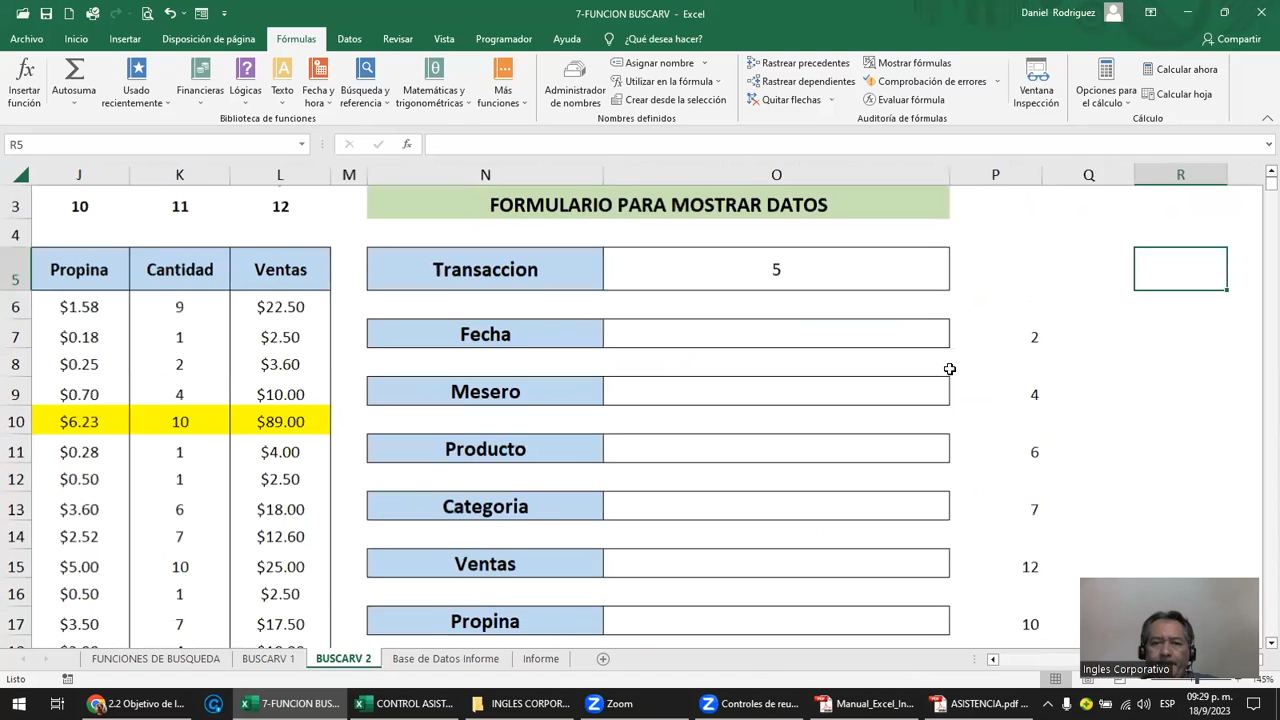 7-FUNCION BUSCARV - Excel
Daniel Rodriguez
Archivo Inicio Insertar Disposición de página Fórmulas Datos Revisar Vista Programador Ayuda ¿Qué desea hacer? Compartir
Insertar función
Autosuma
Usado recientemente
Financieras
Lógicas
Texto
Fecha y hora
Búsqueda y referencia
Matemáticas y trigonométricas
Más funciones
Biblioteca de funciones
Administrador de nombres
Asignar nombre
Utilizar en la fórmula
Crear desde la selección
Nombres definidos
Rastrear precedentes
Rastrear dependientes
Quitar flechas
Mostrar fórmulas
Comprobación de errores
Evaluar fórmula
Auditoría de fórmulas
Ventana Inspección
Opciones para el cálculo
Calcular ahora
Calcular hoja
Cálculo
R5 fx
J K L M N O P Q R
3 10 11 12 FORMULARIO PARA MOSTRAR DATOS
4
5 Propina Cantidad Ventas Transaccion 5
6 $1.58 9 $22.50
7 $0.18 1 $2.50 Fecha 2
8 $0.25 2 $3.60
9 $0.70 4 $10.00 Mesero 4
10 $6.23 10 $89.00
11 $0.28 1 $4.00 Producto 6
12 $0.50 1 $2.50
13 $3.60 6 $18.00 Categoria 7
14 $2.52 7 $12.60
15 $5.00 10 $25.00 Ventas 12
16 $0.50 1 $2.50
17 $3.50 7 $17.50 Propina 10
Ingles Corporativo
FUNCIONES DE BUSQUEDA BUSCARV 1 BUSCARV 2 Base de Datos Informe Informe
Listo 145%
2.2 Objetivo de l... 7-FUNCION BUS... CONTROL ASIST... INGLES CORPOR... Zoom Controles de reu... Manual_Excel_In... ASISTENCIA.pdf ... ESP
09:29 p. m.
18/9/2023